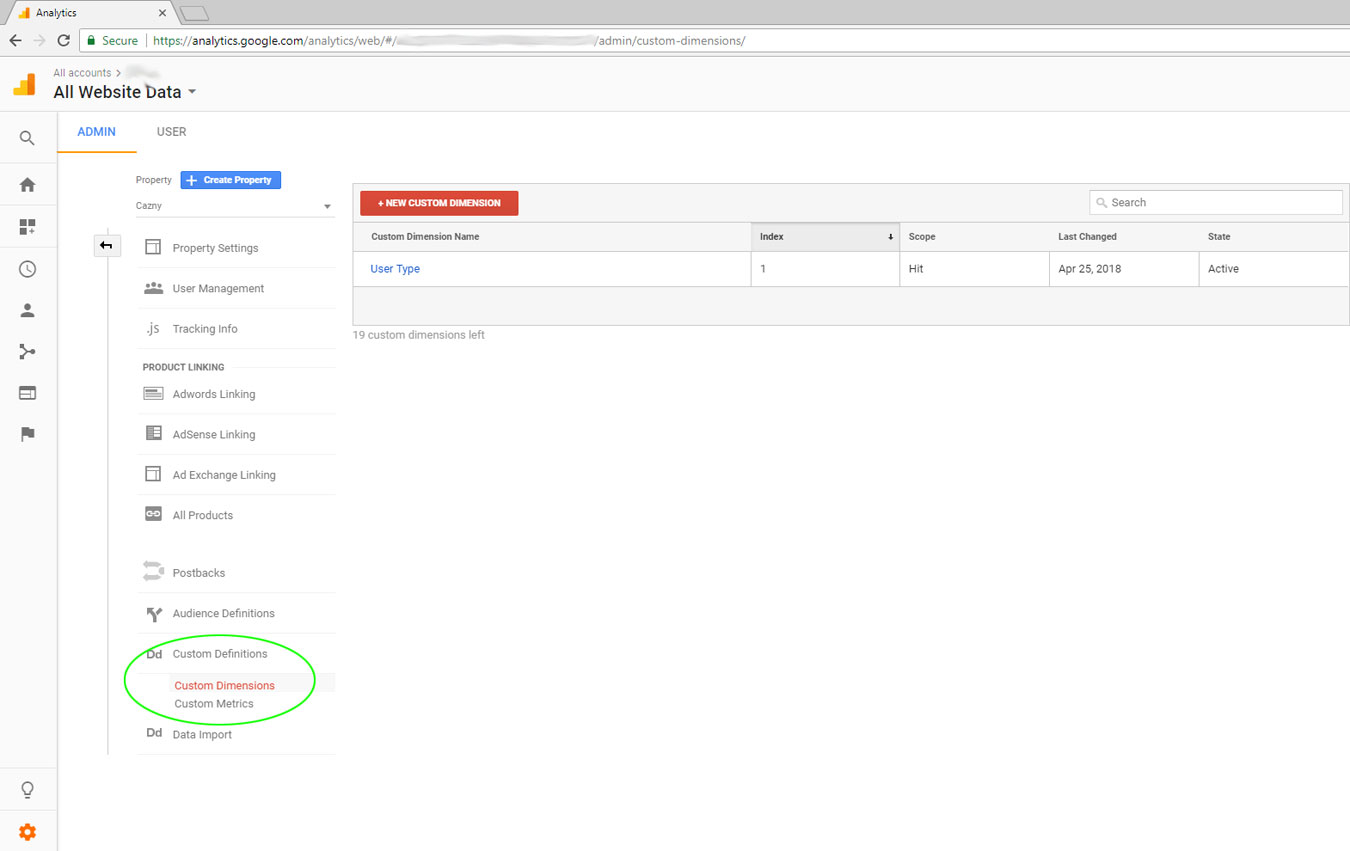 Analytics
Secure https://analytics.google.com/analytics/web/#/ /admin/custom-dimensions/
All accounts >
All Website Data
ADMIN USER
Property + Create Property
Cazny
Property Settings
User Management
.js Tracking Info
PRODUCT LINKING
Adwords Linking
AdSense Linking
Ad Exchange Linking
All Products
Postbacks
Audience Definitions
Dd Custom Definitions
Custom Dimensions
Custom Metrics
Dd Data Import
+ NEW CUSTOM DIMENSION Search
Custom Dimension Name Index Scope Last Changed State
User Type 1 Hit Apr 25, 2018 Active
19 custom dimensions left